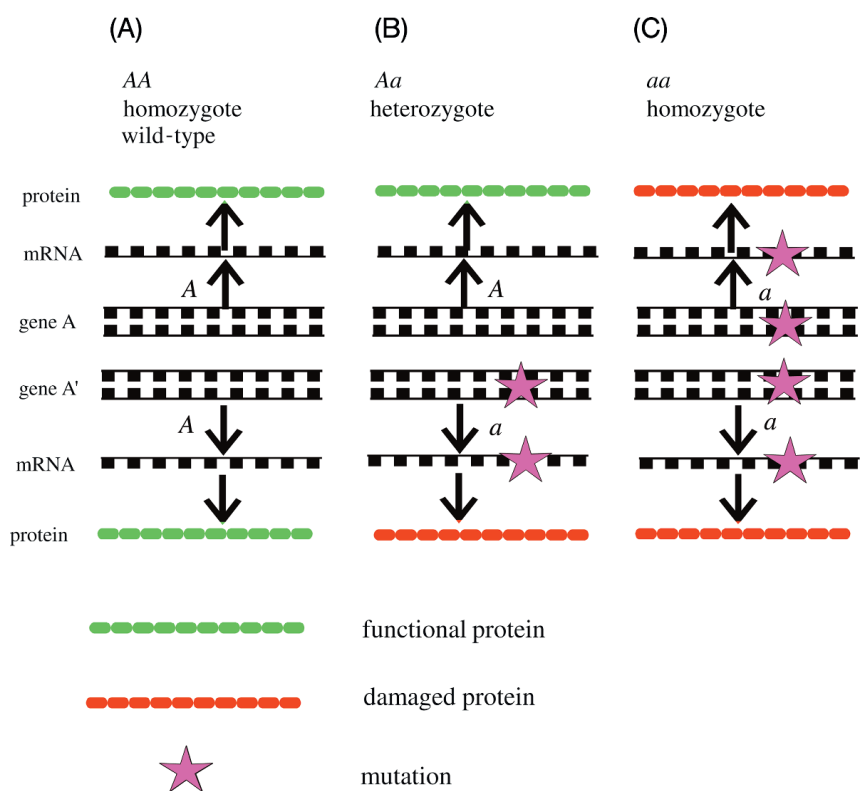 (A) (B) (C)
AA Aa aa
homozygote heterozygote homozygote
wild-type
protein
mRNA
A A a
gene A
gene A'
A a a
mRNA
protein
functional protein
damaged protein
mutation